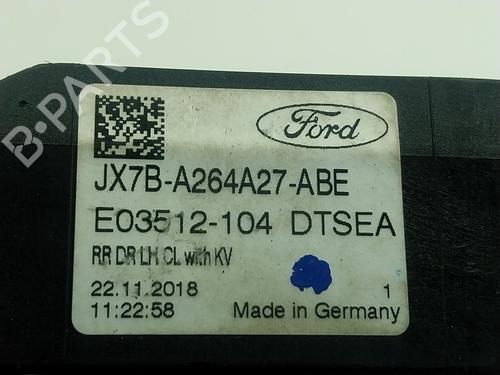 B-PARTS
Ford
JX7B-A264A27-ABE
E03512-104 DTSEA
RR DR LH CL with KV
22.11.2018 1
11:22:58 Made in Germany